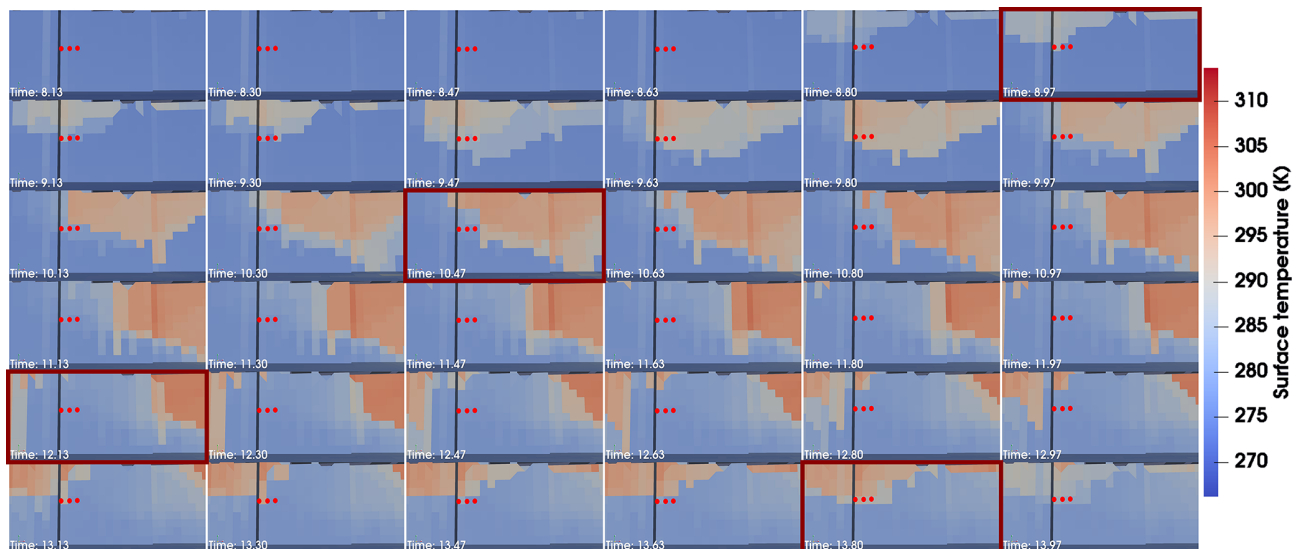 Time: 8.13 Time: 8.30 Time: 8.47 Time: 8.63 Time: 8.80 Time: 8.97
Time: 9.13 Time: 9.30 Time: 9.47 Time: 9.63 Time: 9.80 Time: 9.97
Time: 10.13 Time: 10.30 Time: 10.47 Time: 10.63 Time: 10.80 Time: 10.97
Time: 11.13 Time: 11.30 Time: 11.47 Time: 11.63 Time: 11.80 Time: 11.97
Time: 12.13 Time: 12.30 Time: 12.47 Time: 12.63 Time: 12.80 Time: 12.97
Time: 13.13 Time: 13.30 Time: 13.47 Time: 13.63 Time: 13.80 Time: 13.97
310
305
300
295
290
285
280
275
270
Surface temperature (K)